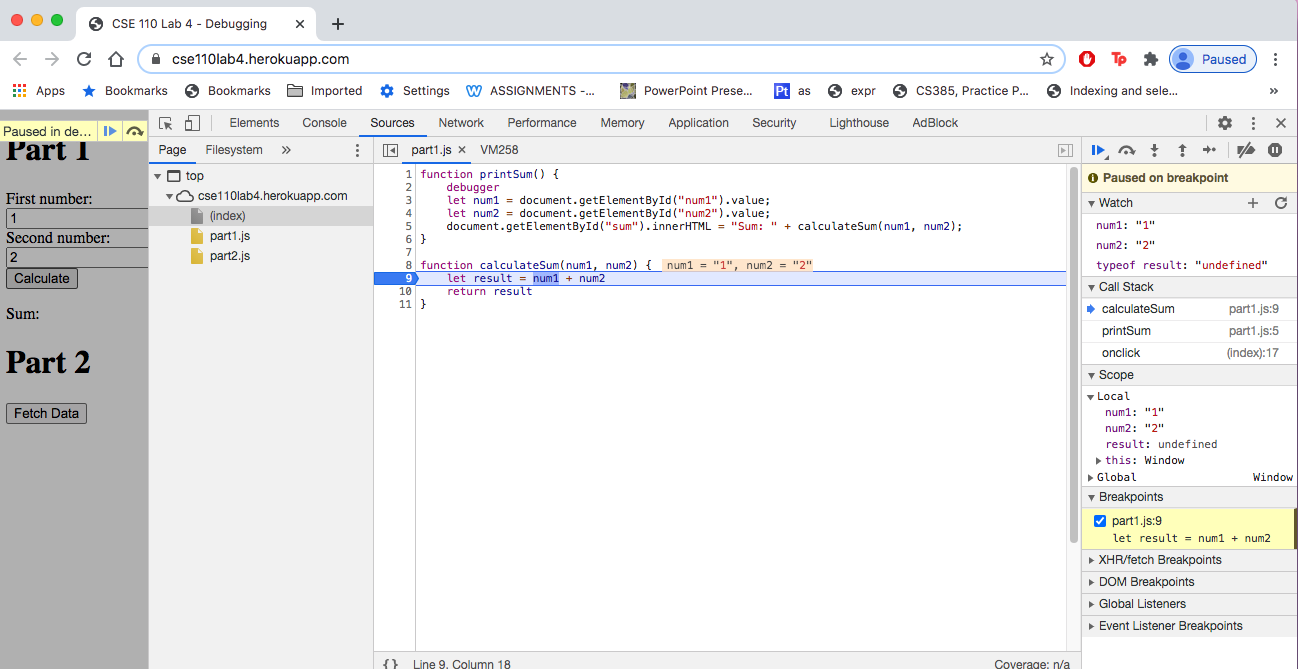 CSE 110 Lab 4 - Debugging
cse110lab4.herokuapp.com
Tp
Paused
Apps
Bookmarks
Bookmarks
Imported
Settings
ASSIGNMENTS -...
PowerPoint Prese...
Pt as
expr
CS385, Practice P...
Indexing and sele...
»
Paused in de...
Part 1
First number:
1
Second number:
2
Calculate
Sum:
Part 2
Fetch Data
Elements Console Sources Network Performance Memory Application Security Lighthouse AdBlock
Page Filesystem »
top
cse110lab4.herokuapp.com
(index)
part1.js
part2.js
part1.js VM258
1 function printSum() {
2 debugger
3 let num1 = document.getElementById("num1").value;
4 let num2 = document.getElementById("num2").value;
5 document.getElementById("sum").innerHTML = "Sum: " + calculateSum(num1, num2);
6 }
7
8 function calculateSum(num1, num2) { num1 = "1", num2 = "2"
9 let result = num1 + num2
10 return result
11 }
{ } Line 9, Column 18
Coverage: n/a
Paused on breakpoint
Watch
num1: "1"
num2: "2"
typeof result: "undefined"
Call Stack
calculateSum part1.js:9
printSum part1.js:5
onclick (index):17
Scope
Local
num1: "1"
num2: "2"
result: undefined
this: Window
Global Window
Breakpoints
part1.js:9
let result = num1 + num2
XHR/fetch Breakpoints
DOM Breakpoints
Global Listeners
Event Listener Breakpoints